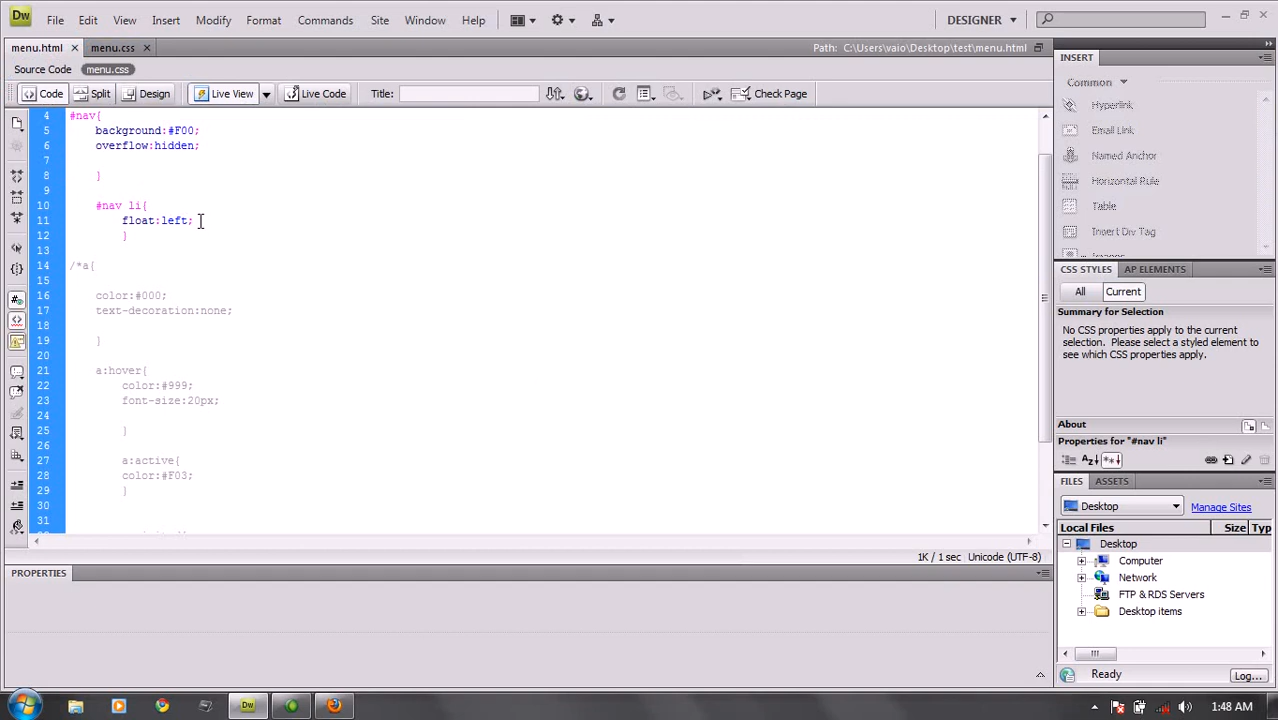 Dw File Edit View Insert Modify Format Commands Site Window Help DESIGNER
menu.html menu.css Path: C:\Users\vaio\Desktop\test\menu.html
Source Code menu.css
Code Split Design Live View Live Code Title: Check Page
4 #nav{
5 background:#F00;
6 overflow:hidden;
7
8 }
9
10 #nav li{
11 float:left;
12 }
13
14 /*a{
15
16 color:#000;
17 text-decoration:none;
18
19 }
20
21 a:hover{
22 color:#999;
23 font-size:20px;
24
25 }
26
27 a:active{
28 color:#F03;
29 }
30
31
1K / 1 sec Unicode (UTF-8)
PROPERTIES
INSERT
Common
Hyperlink
Email Link
Named Anchor
Horizontal Rule
Table
Insert Div Tag
CSS STYLES AP ELEMENTS
All Current
Summary for Selection
No CSS properties apply to the current
selection. Please select a styled element to
see which CSS properties apply.
About
Properties for "#nav li"
FILES ASSETS
Desktop Manage Sites
Local Files Size Typ
Desktop
Computer
Network
FTP & RDS Servers
Desktop items
Ready Log...
Dw 1:48 AM